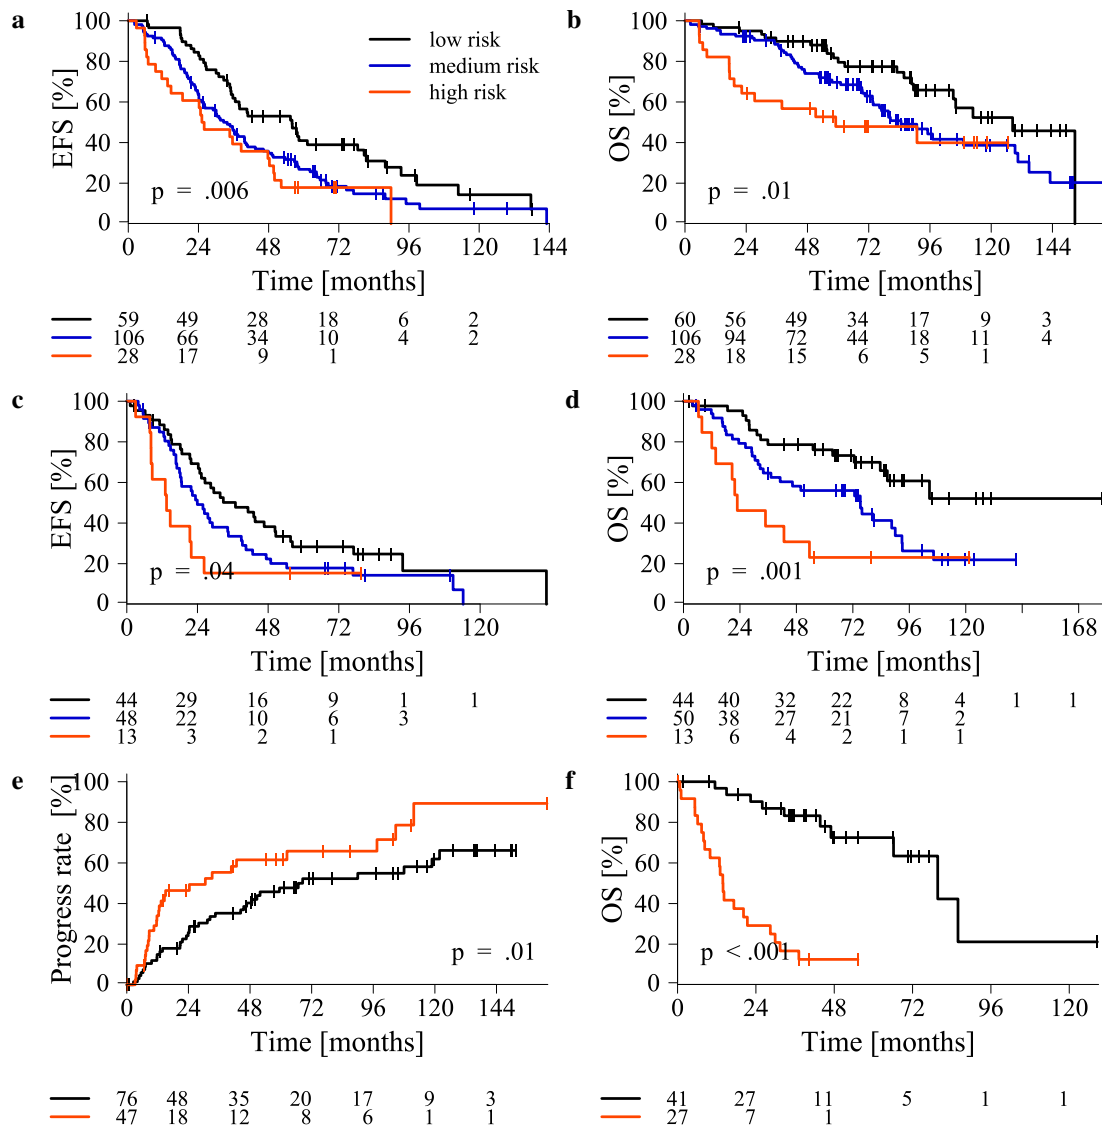 a
EFS [%]
100
80
60
40
20
0
low risk
medium risk
high risk
p = .006
0 24 48 72 96 120 144
Time [months]
59 49 28 18 6 2
106 66 34 10 4 2
28 17 9 1
b
OS [%]
100
80
60
40
20
0
p = .01
0 24 48 72 96 120 144
Time [months]
60 56 49 34 17 9 3
106 94 72 44 18 11 4
28 18 15 6 5 1
c
EFS [%]
100
80
60
40
20
0
p = .04
0 24 48 72 96 120
Time [months]
44 29 16 9 1 1
48 22 10 6 3
13 3 2 1
d
OS [%]
100
80
60
40
20
0
p = .001
0 24 48 72 96 120 168
Time [months]
44 40 32 22 8 4 1 1
50 38 27 21 7 2
13 6 4 2 1 1
e
Progress rate [%]
100
80
60
40
20
0
p = .01
0 24 48 72 96 120 144
Time [months]
76 48 35 20 17 9 3
47 18 12 8 6 1 1
f
OS [%]
100
80
60
40
20
0
p < .001
0 24 48 72 96 120
Time [months]
41 27 11 5 1 1
27 7 1